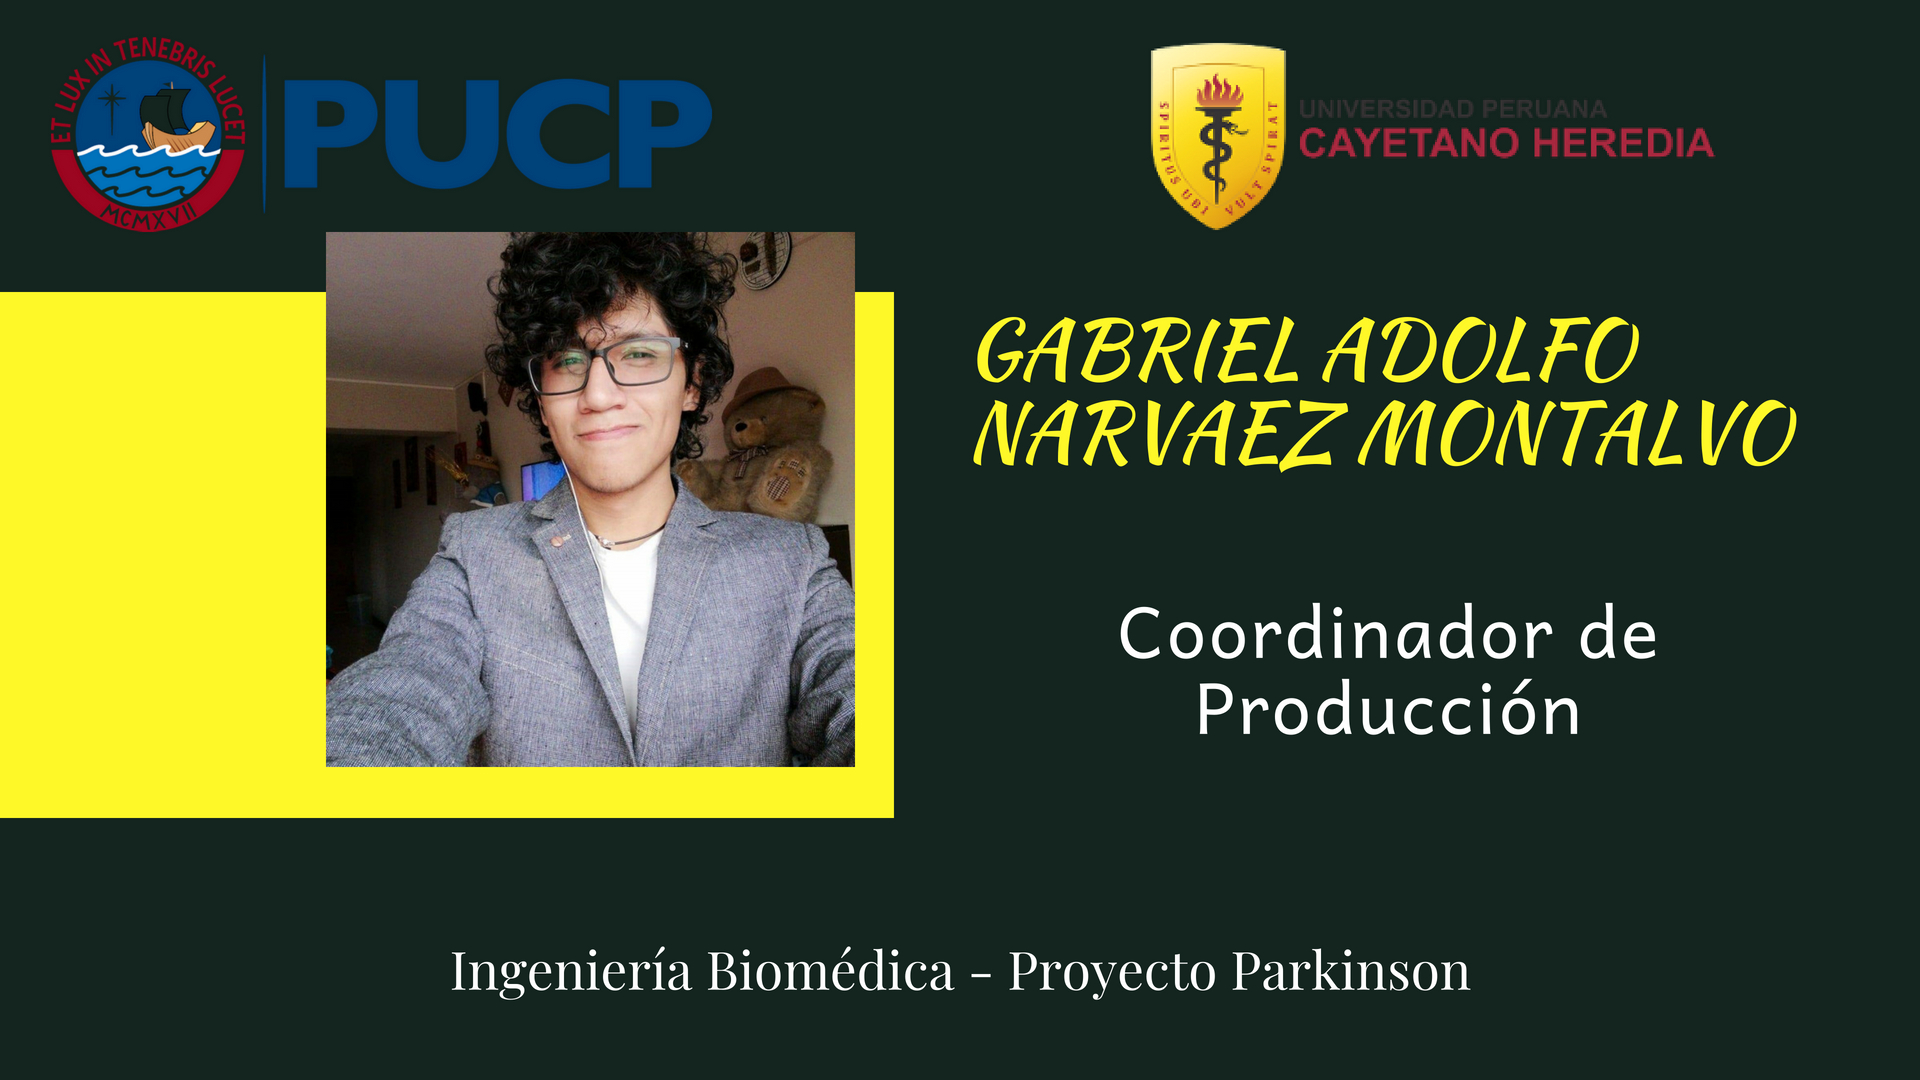 ET LUX IN TENEBRIS LUCET
MCMXVII
PUCP
SPIRITUS UBI VULT SPIRAT
UNIVERSIDAD PERUANA
CAYETANO HEREDIA
GABRIEL ADOLFO
NARVAEZ MONTALVO
Coordinador de
Producción
Ingeniería Biomédica - Proyecto Parkinson